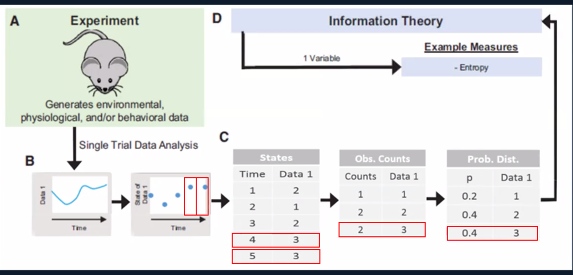 A
Experiment
Generates environmental,
physiological, and/or behavioral data
Single Trial Data Analysis
B
Data 1
Time
State of
Data 1
Time
C
States
Time Data 1
1 2
2 1
3 2
4 3
5 3
Obs. Counts
Counts Data 1
1 1
2 2
2 3
Prob. Dist.
p Data 1
0.2 1
0.4 2
0.4 3
D
Information Theory
1 Variable
Example Measures
- Entropy